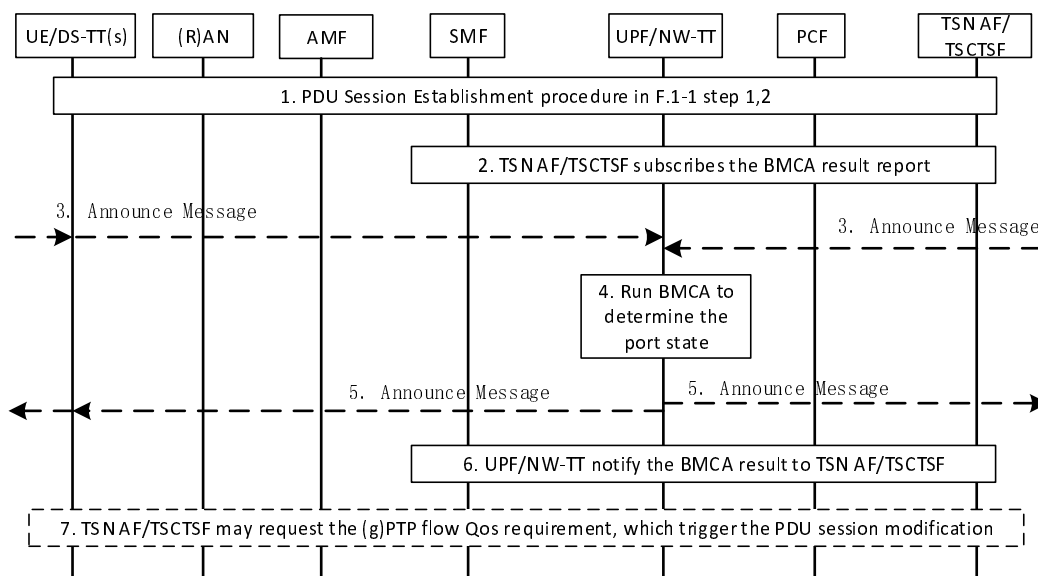 UE/DS-TT(s)
(R)AN
AMF
SMF
UPF/NW-TT
PCF
TSN AF/
TSCTSF
1. PDU Session Establishment procedure in F.1-1 step 1,2
2. TSN AF/TSCTSF subscribes the BMCA result report
3. Announce Message
3. Announce Message
4. Run BMCA to
determine the
port state
5. Announce Message
5. Announce Message
6. UPF/NW-TT notify the BMCA result to TSN AF/TSCTSF
7. TSN AF/TSCTSF may request the (g)PTP flow Qos requirement, which trigger the PDU session modification